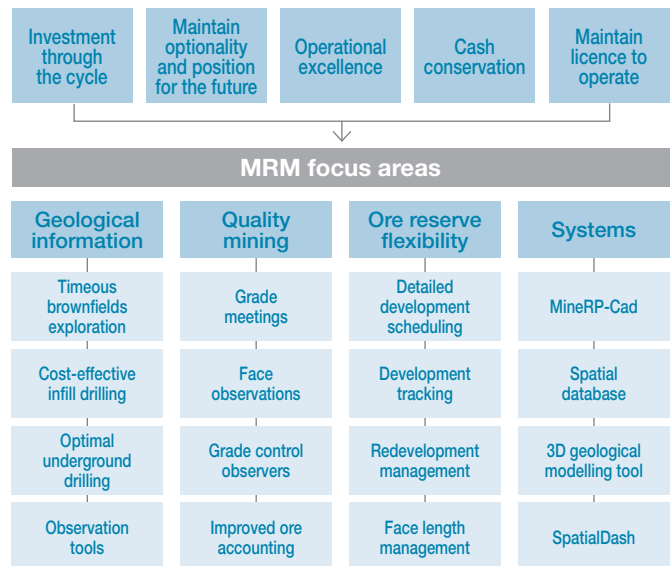 Investment
through
the cycle
Maintain
optionality
and position
for the future
Operational
excellence
Cash
conservation
Maintain
licence to
operate
MRM focus areas
Geological
information
Quality
mining
Ore reserve
flexibility
Systems
Timeous
brownfields
exploration
Grade
meetings
Detailed
development
scheduling
MineRP-Cad
Cost-effective
infill drilling
Face
observations
Development
tracking
Spatial
database
Optimal
underground
drilling
Grade control
observers
Redevelopment
management
3D geological
modelling tool
Observation
tools
Improved ore
accounting
Face length
management
SpatialDash